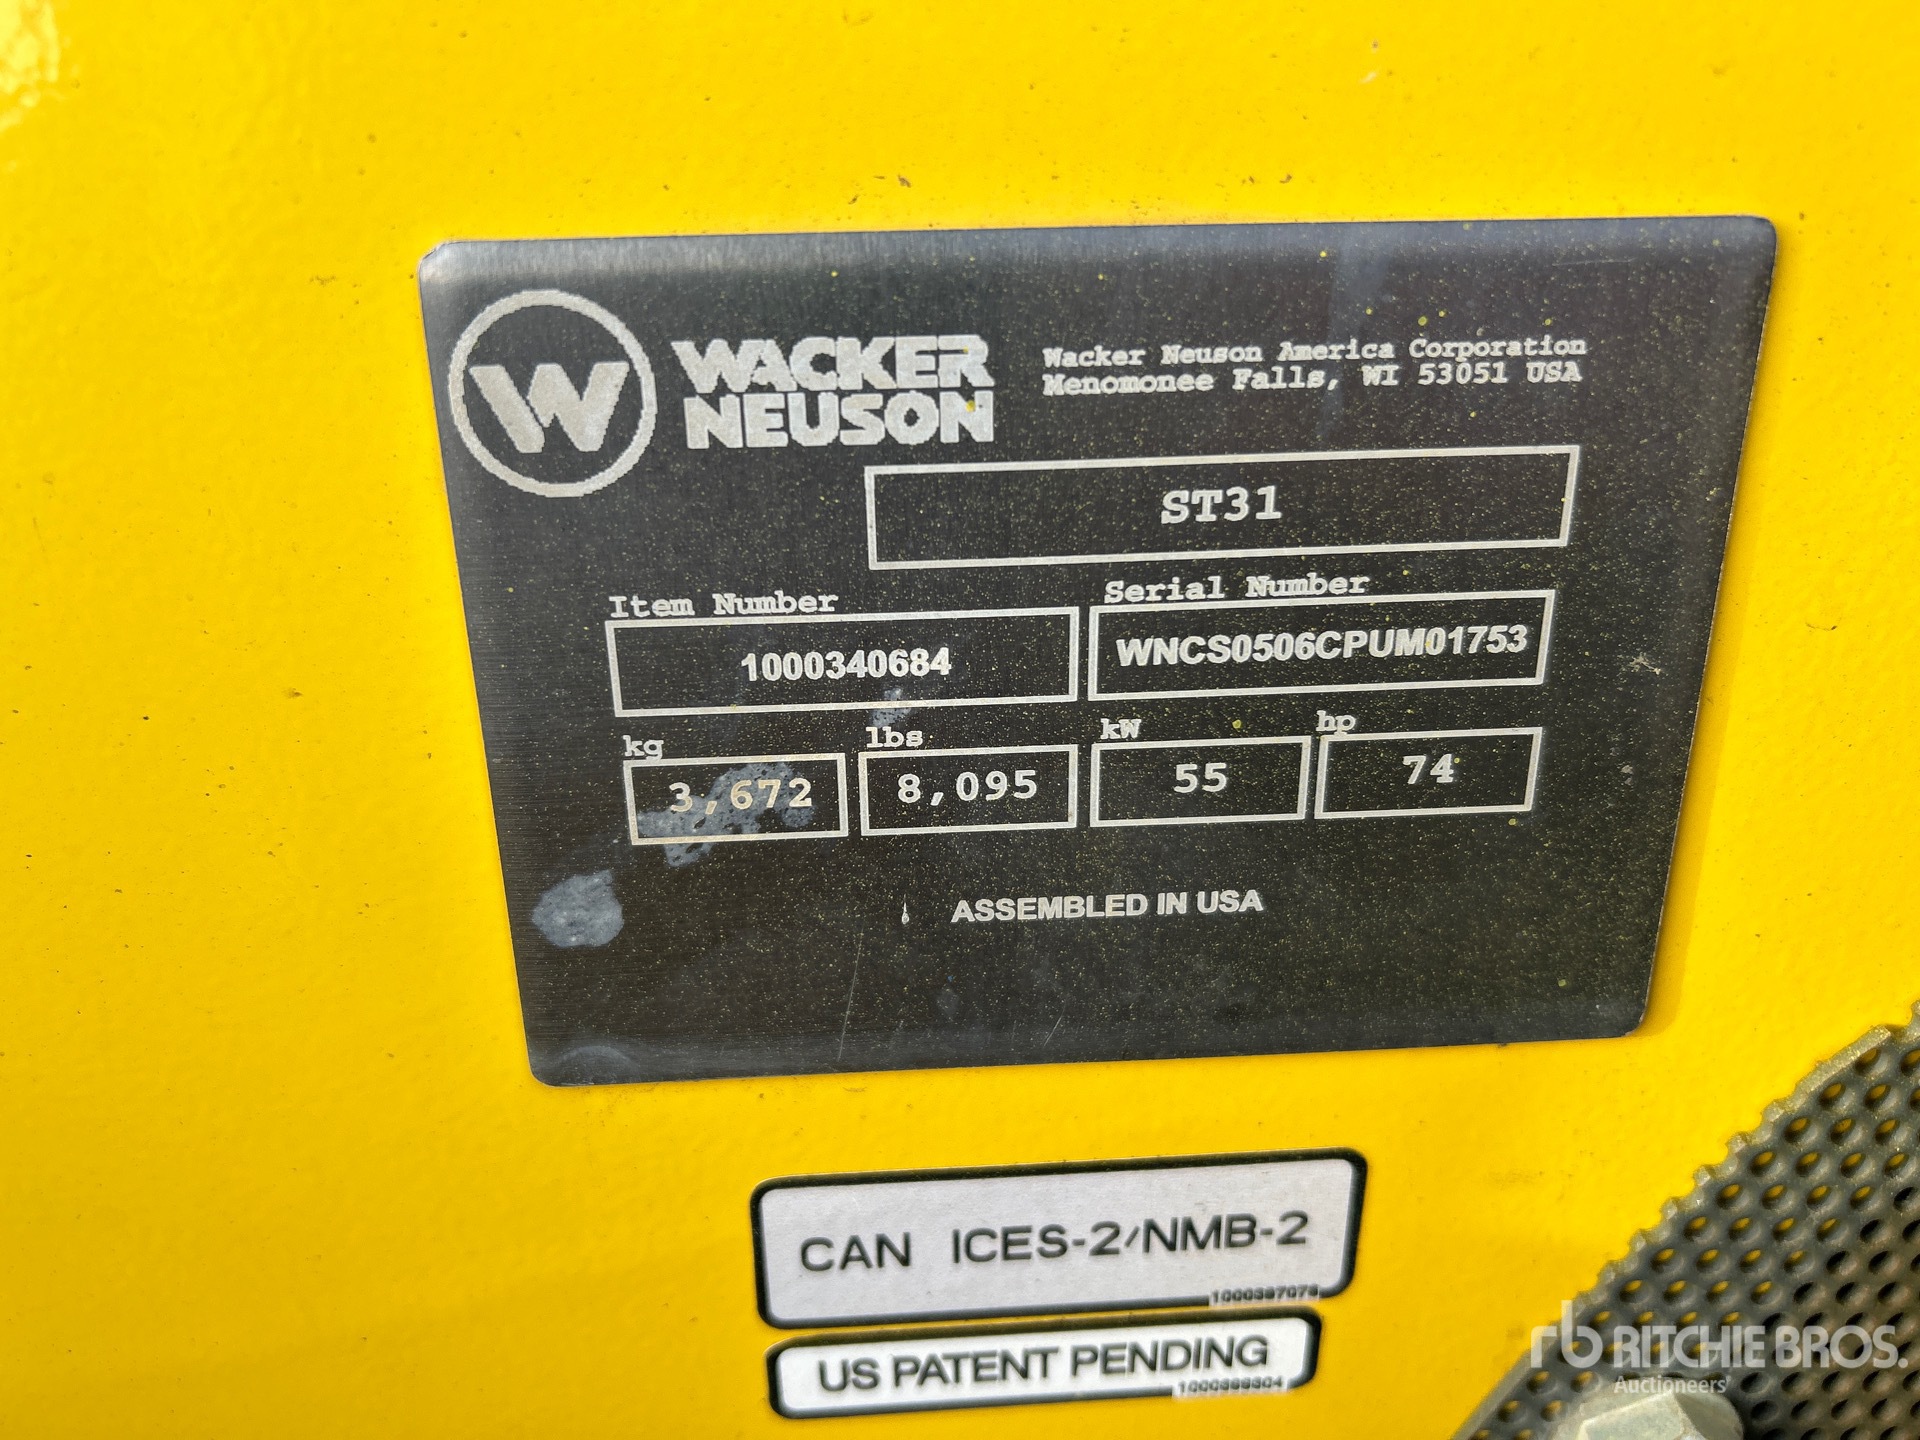 W
WACKER
NEUSON
Wacker Neuson America Corporation
Menomonee Falls, WI 53051 USA
ST31
Item Number
1000340684
Serial Number
WNCS0506CPUM01753
kg
3,672
lbs
8,095
kW
55
hp
74
ASSEMBLED IN USA
CAN ICES-2/NMB-2
US PATENT PENDING
rb RITCHIE BROS.
Auctioneers